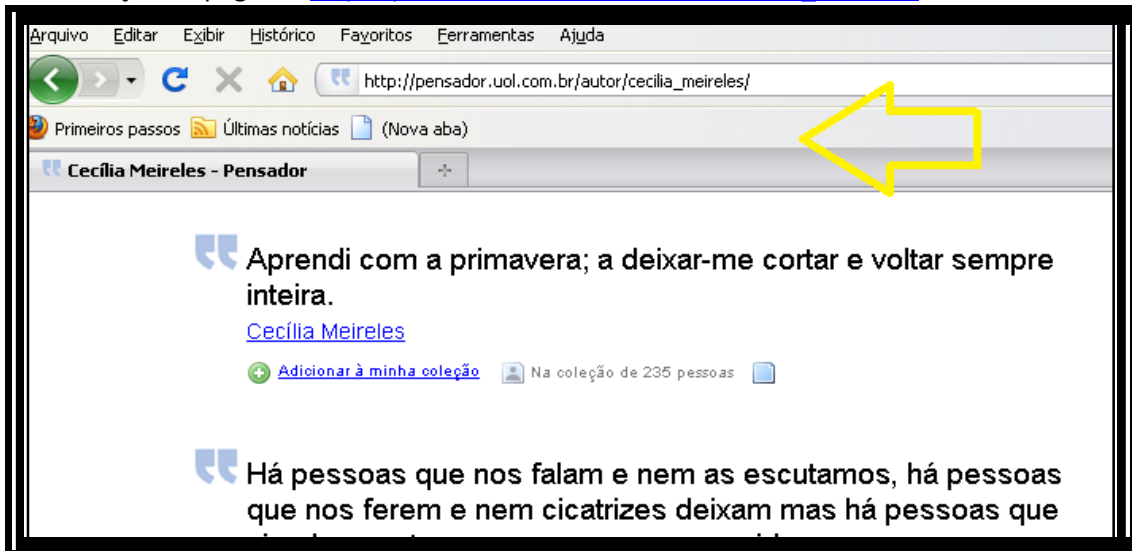 Arquivo Editar Exibir Histórico Favoritos Ferramentas Ajuda
http://pensador.uol.com.br/autor/cecilia_meireles/
Primeiros passos Últimas notícias (Nova aba)
Cecília Meireles - Pensador
Aprendi com a primavera; a deixar-me cortar e voltar sempre
inteira.
Cecília Meireles
Adicionar à minha coleção Na coleção de 235 pessoas
Há pessoas que nos falam e nem as escutamos, há pessoas
que nos ferem e nem cicatrizes deixam mas há pessoas que